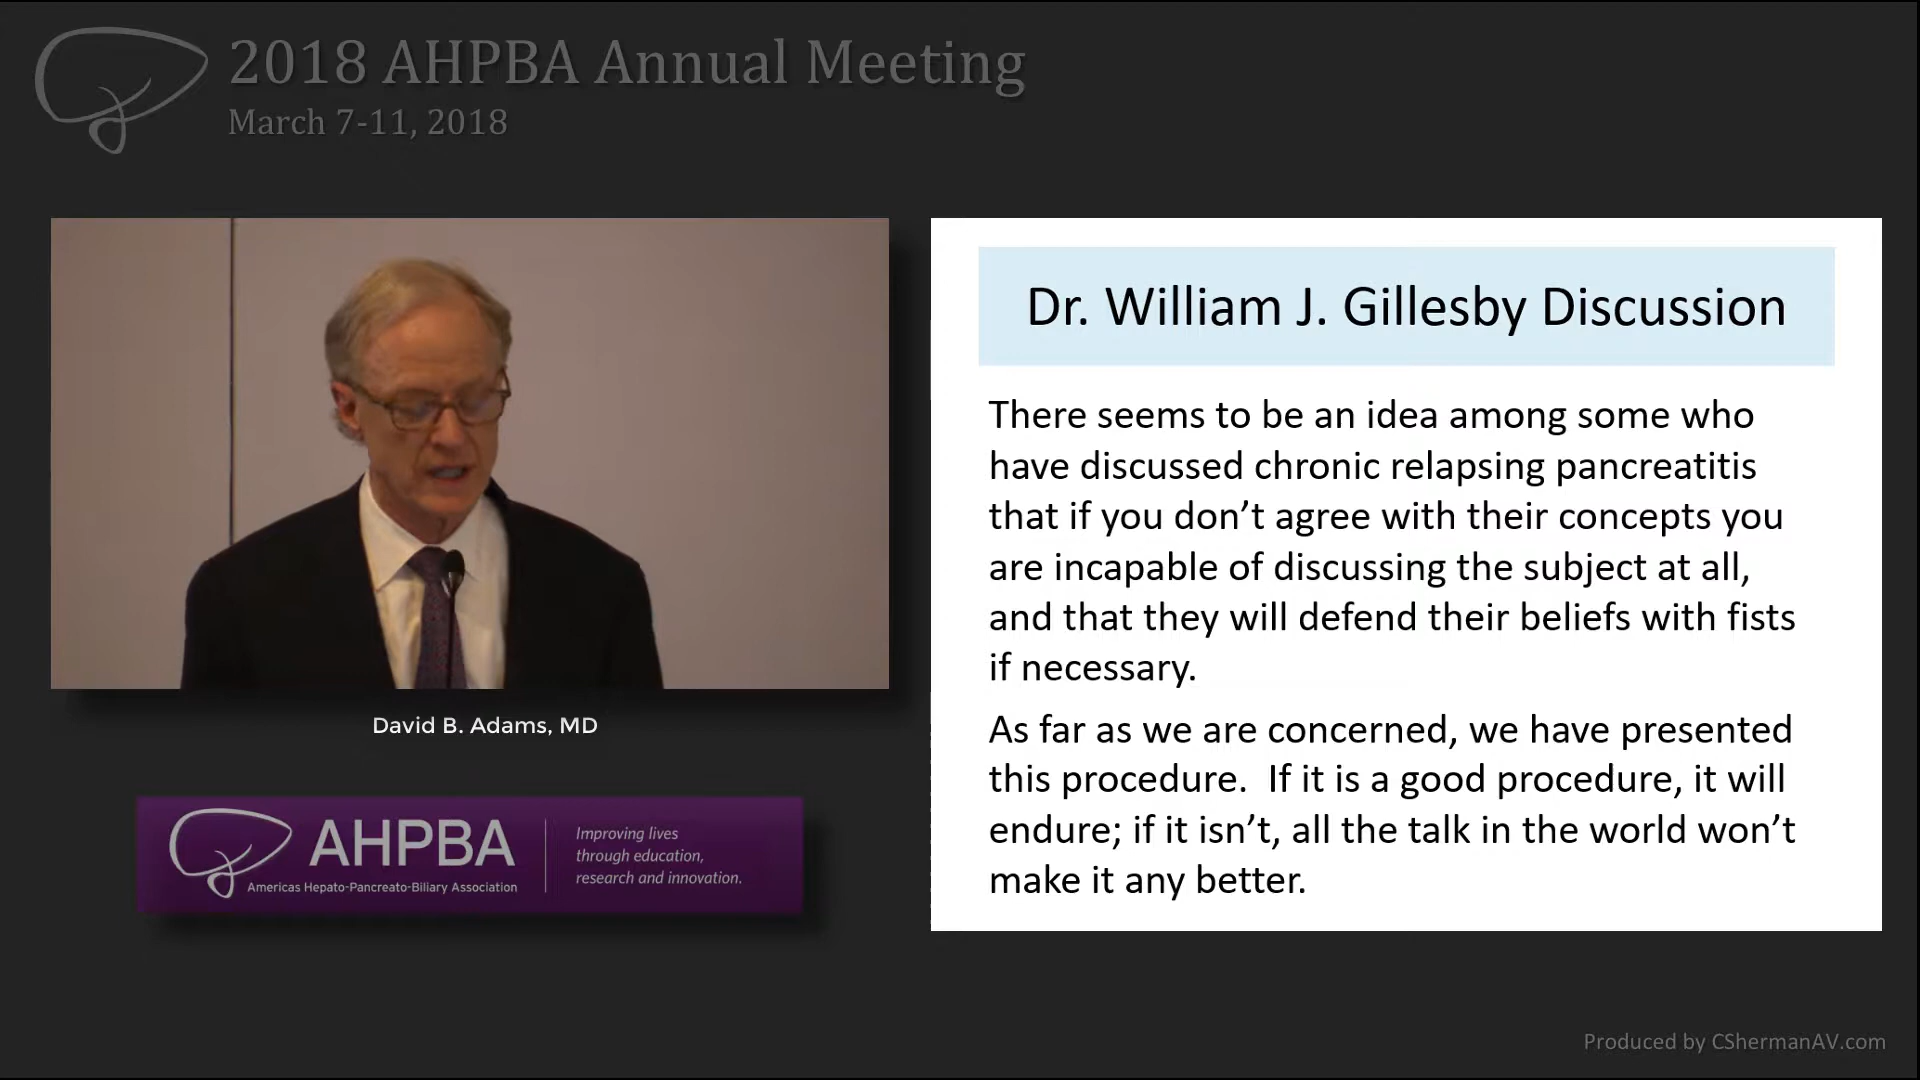 2018 AHPBA Annual Meeting
March 7-11, 2018
David B. Adams, MD
AHPBA
Americas Hepato-Pancreato-Biliary Association
Improving lives
through education,
research and innovation.
Dr. William J. Gillesby Discussion
There seems to be an idea among some who
have discussed chronic relapsing pancreatitis
that if you don’t agree with their concepts you
are incapable of discussing the subject at all,
and that they will defend their beliefs with fists
if necessary.
As far as we are concerned, we have presented
this procedure.  If it is a good procedure, it will
endure; if it isn’t, all the talk in the world won’t
make it any better.
Produced by CShermanAV.com